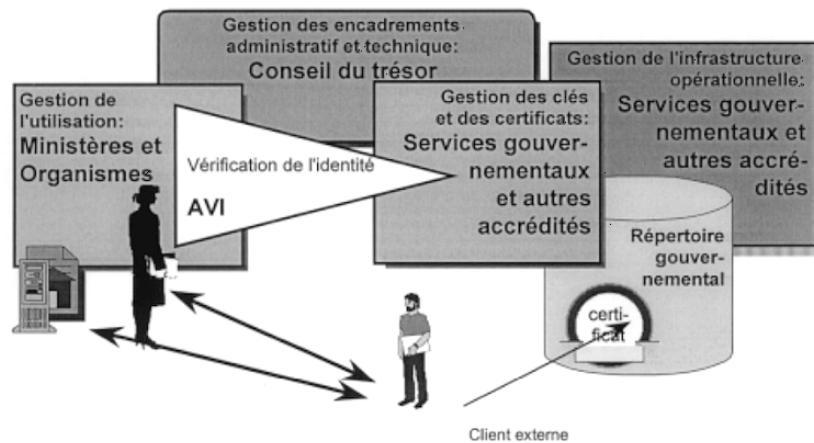 Gestion des encadrements
administratif et technique:
Conseil du trésor
Gestion de l'infrastructure
opérationnelle:
Services gouver-
nementaux et
autres accré-
dités
Gestion de
l'utilisation:
Ministères et
Organismes
Vérification de l'identité
AVI
Gestion des clés
et des certificats:
Services gouver-
nementaux
et autres
accrédités
Répertoire
gouver-
nemental
certi-
ficat
Client externe